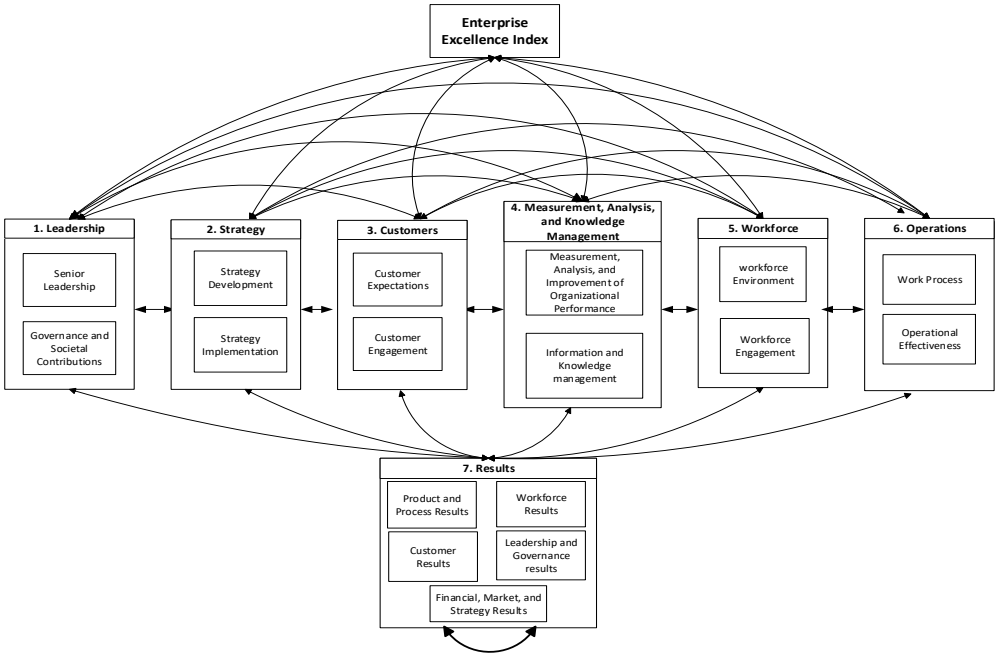 Enterprise
Excellence Index
1. Leadership
Senior
Leadership
Governance and
Societal
Contributions
2. Strategy
Strategy
Development
Strategy
Implementation
3. Customers
Customer
Expectations
Customer
Engagement
4. Measurement, Analysis,
and Knowledge
Management
Measurement,
Analysis, and
Improvement of
Organizational
Performance
Information and
Knowledge
management
5. Workforce
workforce
Environment
Workforce
Engagement
6. Operations
Work Process
Operational
Effectiveness
7. Results
Product and
Process Results
Workforce
Results
Customer
Results
Leadership and
Governance
results
Financial, Market, and
Strategy Results